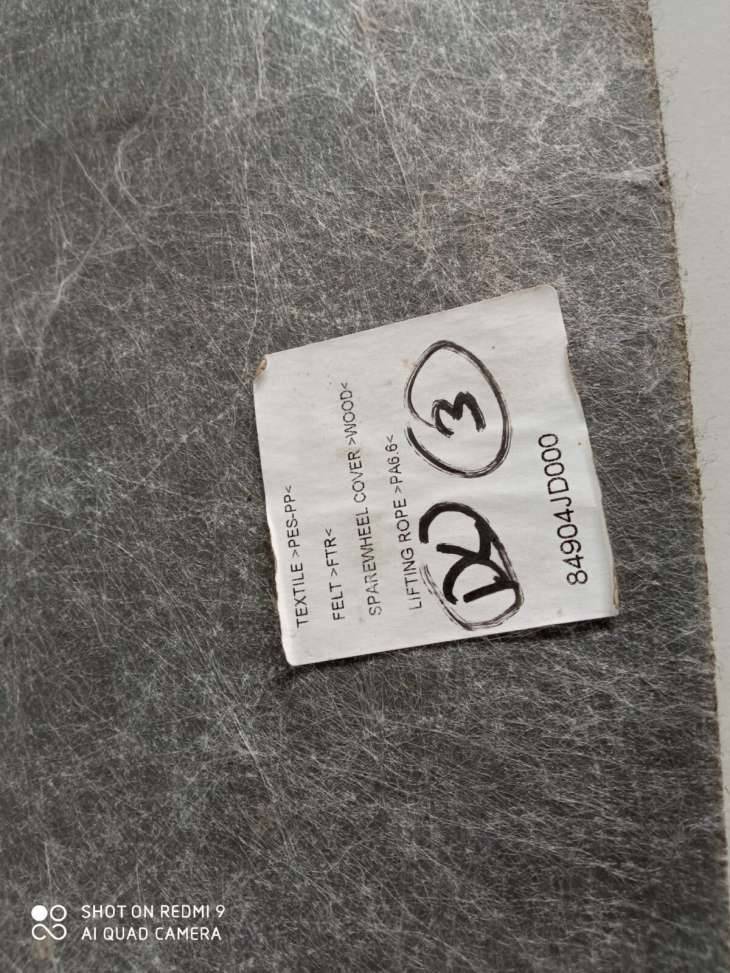 TEXTILE >PES-PP<
FELT >FTR<
SPAREWHEEL COVER >WOOD<
LIFTING ROPE >PA6.6<
3
84904JD000
SHOT ON REDMI 9
AI QUAD CAMERA